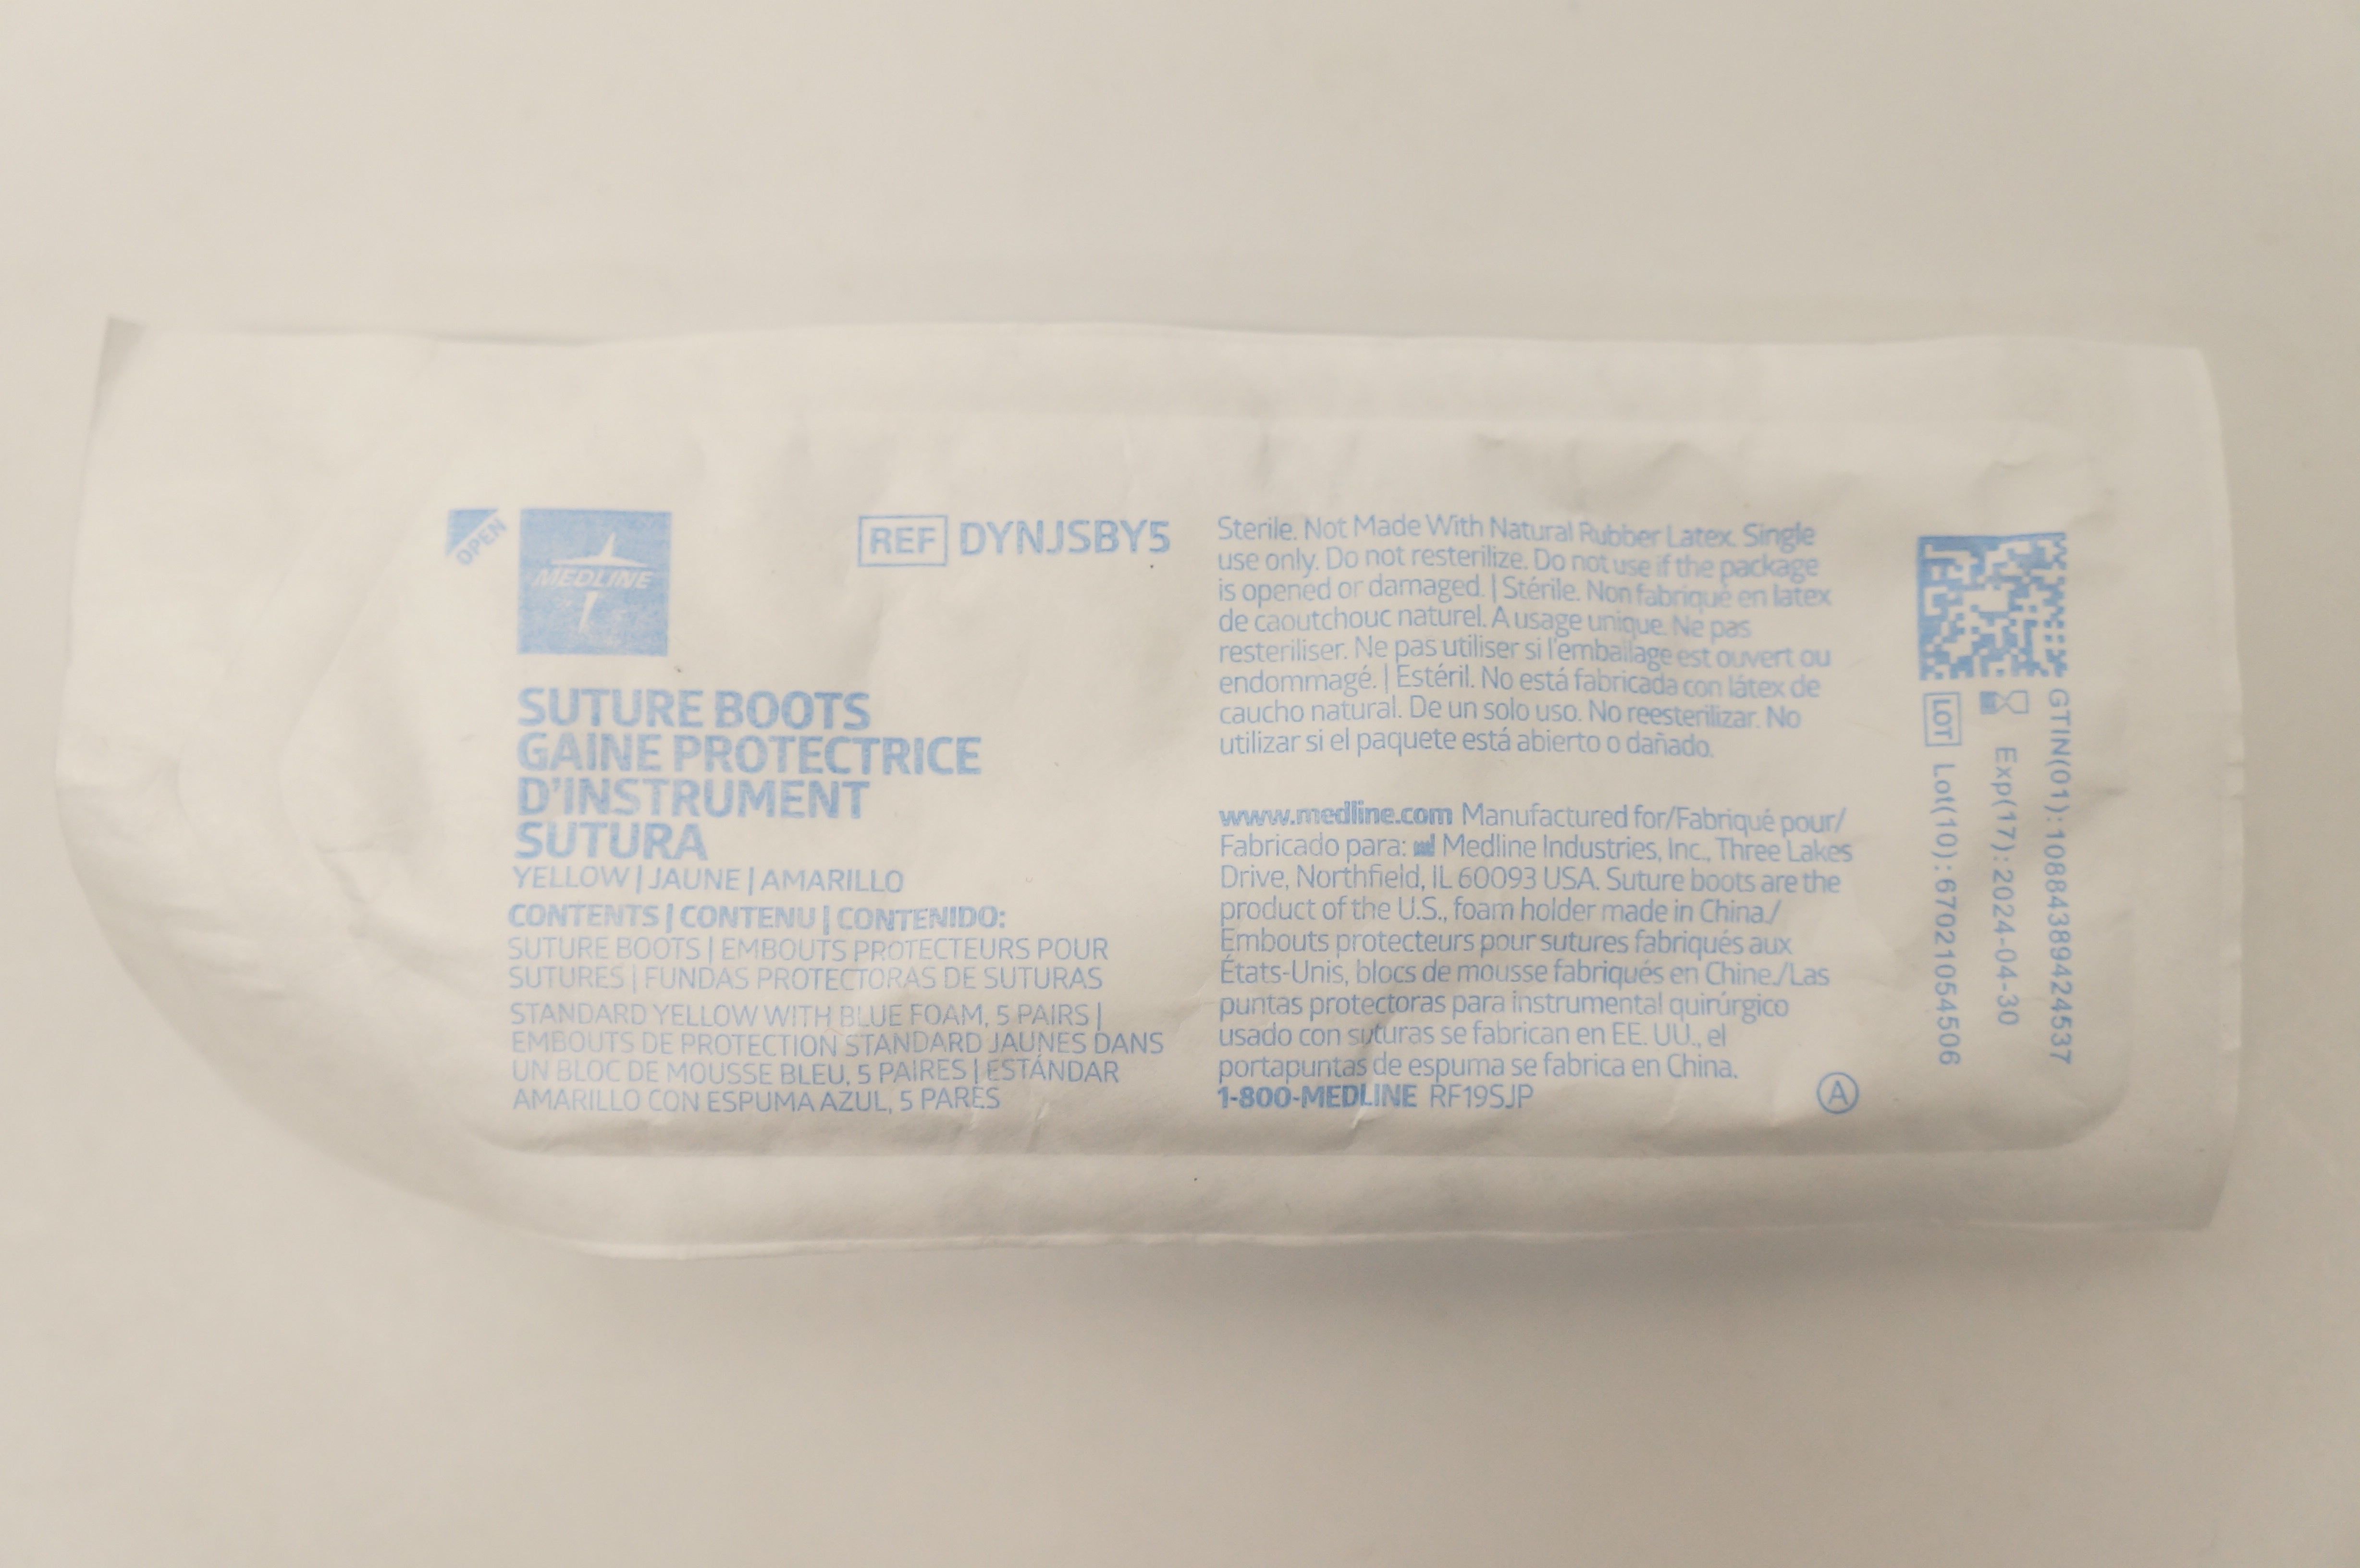 OPEN
MEDLINE
REF DYNJSBY5
SUTURE BOOTS
GAINE PROTECTRICE
D'INSTRUMENT
SUTURA
YELLOW | JAUNE | AMARILLO
CONTENTS | CONTENU | CONTENIDO:
SUTURE BOOTS | EMBOUTS PROTECTEURS POUR
SUTURES | FUNDAS PROTECTORAS DE SUTURAS
STANDARD YELLOW WITH BLUE FOAM, 5 PAIRS |
EMBOUTS DE PROTECTION STANDARD JAUNES DANS
UN BLOC DE MOUSSE BLEU, 5 PAIRES | ESTÁNDAR
AMARILLO CON ESPUMA AZUL, 5 PARES
Sterile. Not Made With Natural Rubber Latex. Single
use only. Do not resterilize. Do not use if the package
is opened or damaged. | Stérile. Non fabriqué en latex
de caoutchouc naturel. A usage unique. Ne pas
resteriliser. Ne pas utiliser si l'emballage est ouvert ou
endommagé. | Estéril. No está fabricada con látex de
caucho natural. De un solo uso. No reesterilizar. No
utilizar si el paquete está abierto o dañado.
www.medline.com Manufactured for/Fabriqué pour/
Fabricado para: Medline Industries, Inc., Three Lakes
Drive, Northfield, IL 60093 USA. Suture boots are the
product of the U.S., foam holder made in China./
Embouts protecteurs pour sutures fabriqués aux
États-Unis, blocs de mousse fabriqués en Chine./Las
puntas protectoras para instrumental quirúrgico
usado con suturas se fabrican en EE. UU., el
portapuntas de espuma se fabrica en China.
1-800-MEDLINE RF19SJP
A
GTIN(01):10884389424537
Exp(17):2024-04-30
LOT Lot(10):67021054506